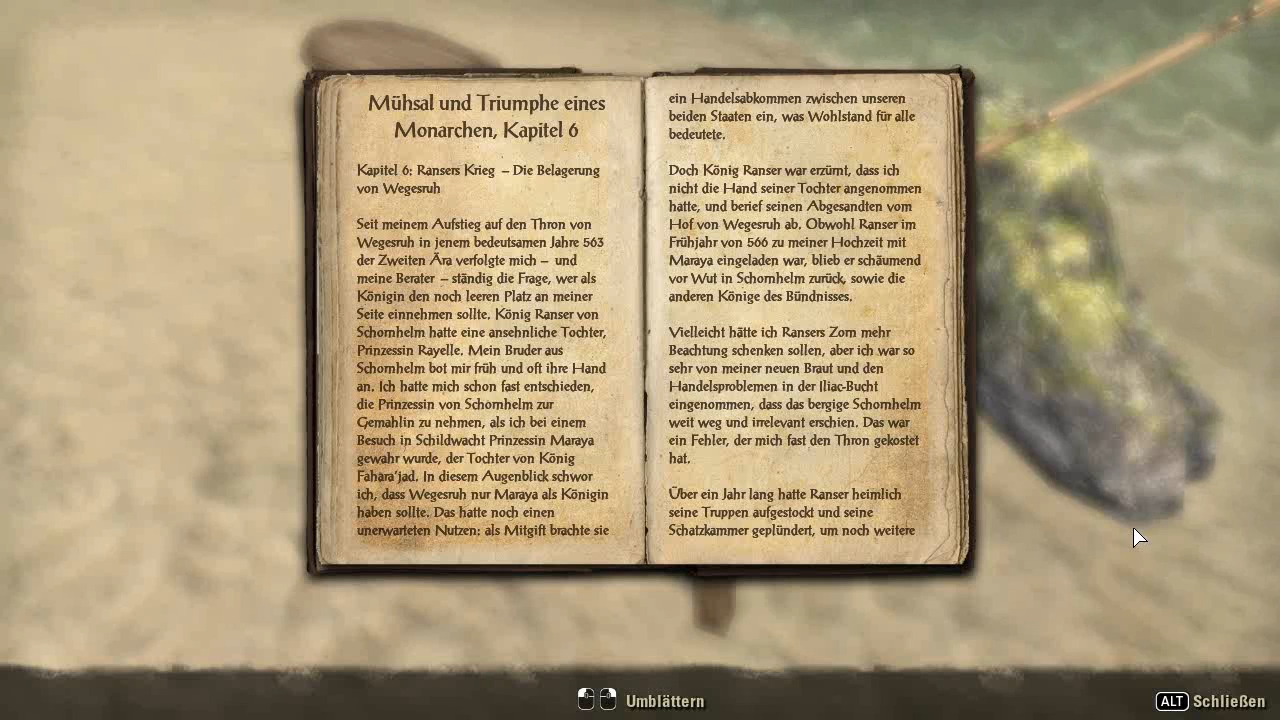 Mühsal und Triumphe eines
Monarchen, Kapitel 6
Kapitel 6: Ransers Krieg – Die Belagerung
von Wegesruh
Seit meinem Aufstieg auf den Thron von
Wegesruh in jenem bedeutsamen Jahre 563
der Zweiten Ära verfolgte mich – und
meine Berater – ständig die Frage, wer als
Königin den noch leeren Platz an meiner
Seite einnehmen sollte. König Ranser von
Schornhelm hatte eine ansehnliche Tochter,
Prinzessin Rayelle. Mein Bruder aus
Schornhelm bot mir früh und oft ihre Hand
an. Ich hatte mich schon fast entschieden,
die Prinzessin von Schornhelm zur
Gemahlin zu nehmen, als ich bei einem
Besuch in Schildwacht Prinzessin Maraya
gewahr wurde, der Tochter von König
Fahara'jad. In diesem Augenblick schwor
ich, dass Wegesruh nur Maraya als Königin
haben sollte. Das hatte noch einen
unerwarteten Nutzen: als Mitgift brachte sie
ein Handelsabkommen zwischen unseren
beiden Staaten ein, was Wohlstand für alle
bedeutete.
Doch König Ranser war erzürnt, dass ich
nicht die Hand seiner Tochter angenommen
hatte, und berief seinen Abgesandten vom
Hof von Wegesruh ab. Obwohl Ranser im
Frühjahr von 566 zu meiner Hochzeit mit
Maraya eingeladen war, blieb er schäumend
vor Wut in Schornhelm zurück, sowie die
anderen Könige des Bündnisses.
Vielleicht hätte ich Ransers Zorn mehr
Beachtung schenken sollen, aber ich war so
sehr von meiner neuen Braut und den
Handelsproblemen in der Iliac-Bucht
eingenommen, dass das bergige Schornhelm
weit weg und irrelevant erschien. Das war
ein Fehler, der mich fast den Thron gekostet
hat.
Über ein Jahr lang hatte Ranser heimlich
seine Truppen aufgestockt und seine
Schatzkammer geplündert, um noch weitere
Umblättern
ALT Schließen